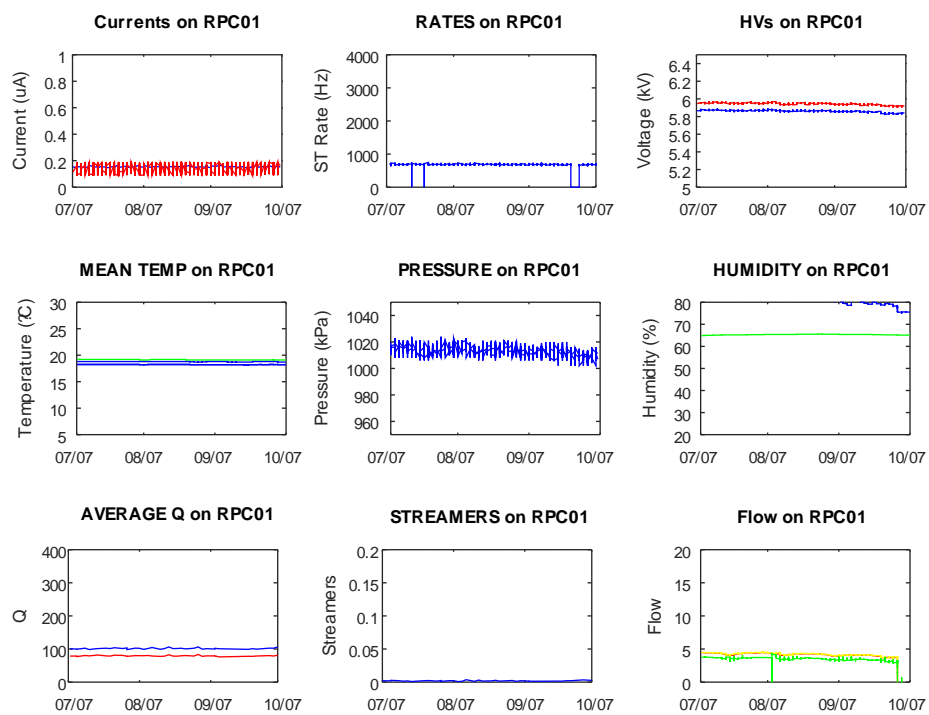 Currents on RPC01
1
0.8
0.6
0.4
0.2
0
Current (uA)
07/07 08/07 09/07 10/07
RATES on RPC01
4000
3000
2000
1000
0
ST Rate (Hz)
07/07 08/07 09/07 10/07
HVs on RPC01
6.4
6.2
6
5.8
5.6
5.4
5.2
5
Voltage (kV)
07/07 08/07 09/07 10/07
MEAN TEMP on RPC01
30
25
20
15
10
5
Temperature (?C)
07/07 08/07 09/07 10/07
PRESSURE on RPC01
1040
1020
1000
980
960
Pressure (kPa)
07/07 08/07 09/07 10/07
HUMIDITY on RPC01
80
70
60
50
40
30
20
Humidity (%)
07/07 08/07 09/07 10/07
AVERAGE Q on RPC01
400
300
200
100
0
Q
07/07 08/07 09/07 10/07
STREAMERS on RPC01
0.2
0.15
0.1
0.05
0
Streamers
07/07 08/07 09/07 10/07
Flow on RPC01
20
15
10
5
0
Flow
07/07 08/07 09/07 10/07